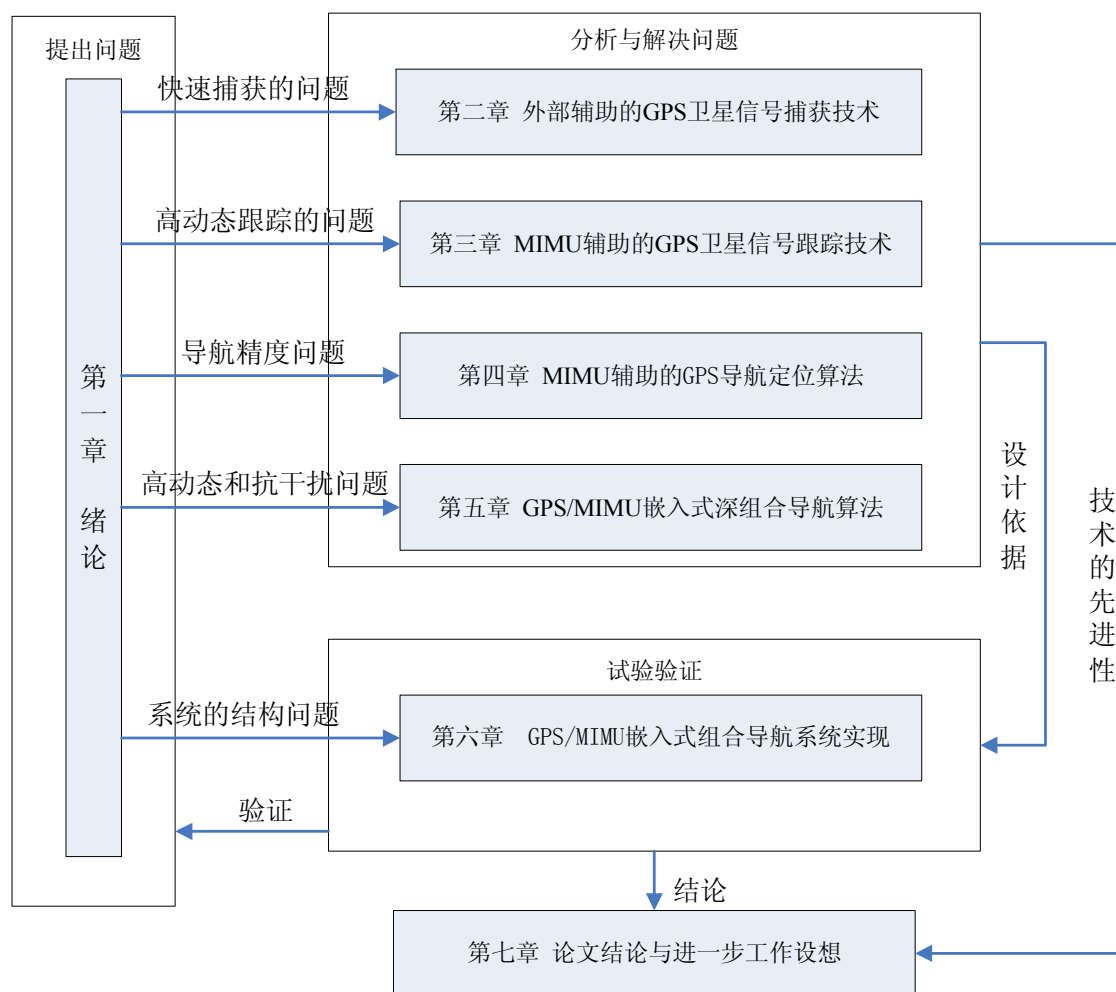 提出问题
分析与解决问题
快速捕获的问题
第二章 外部辅助的GPS卫星信号捕获技术
高动态跟踪的问题
第三章 MIMU辅助的GPS卫星信号跟踪技术
导航精度问题
第四章 MIMU辅助的GPS导航定位算法
高动态和抗干扰问题
第五章 GPS/MIMU嵌入式深组合导航算法
第一章 绪论
设计依据
技术的先进性
试验验证
系统的结构问题
第六章 GPS/MIMU嵌入式组合导航系统实现
验证
结论
第七章 论文结论与进一步工作设想